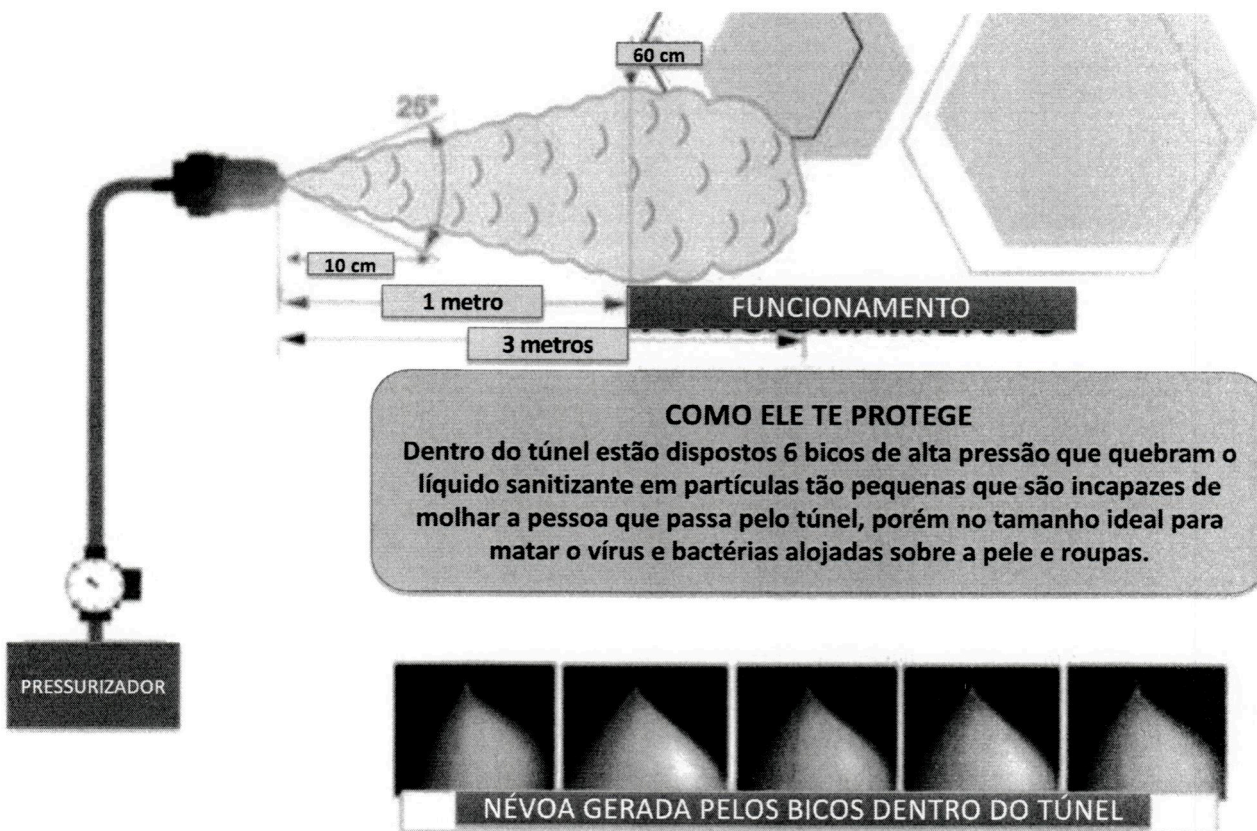 60 cm
25°
10 cm
1 metro
FUNCIONAMENTO
3 metros
COMO ELE TE PROTEGE
Dentro do túnel estão dispostos 6 bicos de alta pressão que quebram o
líquido sanitizante em partículas tão pequenas que são incapazes de
molhar a pessoa que passa pelo túnel, porém no tamanho ideal para
matar o vírus e bactérias alojadas sobre a pele e roupas.
PRESSURIZADOR
NÉVOA GERADA PELOS BICOS DENTRO DO TÚNEL